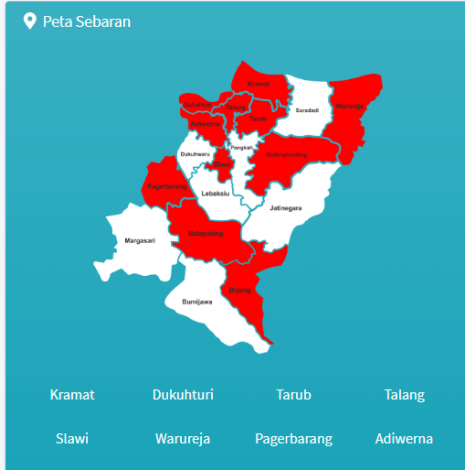 Peta Sebaran
Kramat
Suradadi
Warureja
Dukuhturi
Talang
Tarub
Adiwerna
Pangkah
Kedungbanteng
Dukuhwaru
Slawi
Pagerbarang
Lebaksiu
Jatinegara
Balapulang
Margasari
Bojong
Bumijawa
Kramat Dukuhturi Tarub Talang
Slawi Warureja Pagerbarang Adiwerna